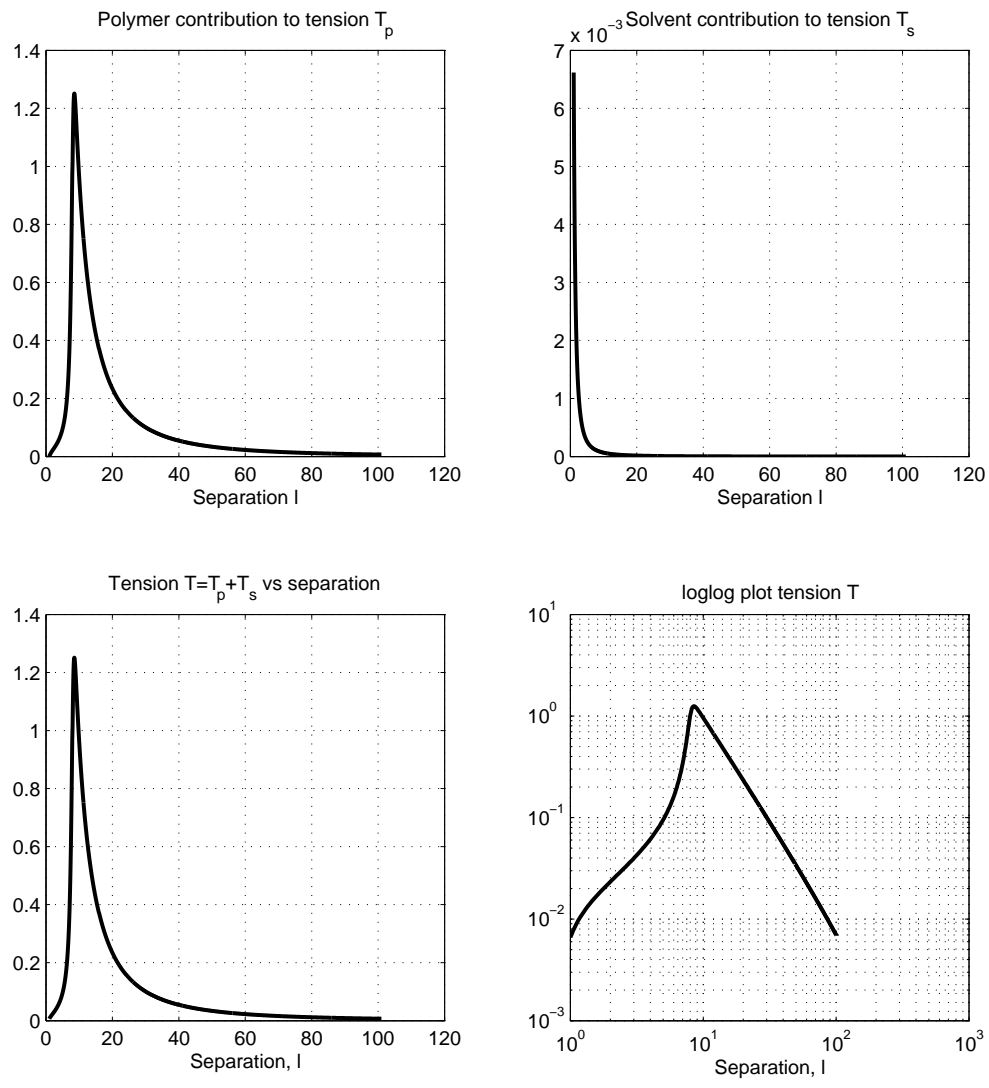 Polymer contribution to tension T_p
1.4
1.2
1
0.8
0.6
0.4
0.2
0
0 20 40 60 80 100 120
Separation l
x 10^-3 Solvent contribution to tension T_s
7
6
5
4
3
2
1
0
0 20 40 60 80 100 120
Separation l
Tension T=T_p+T_s vs separation
1.4
1.2
1
0.8
0.6
0.4
0.2
0
0 20 40 60 80 100 120
Separation, l
loglog plot tension T
10^1
10^0
10^-1
10^-2
10^-3
10^0 10^1 10^2 10^3
Separation, l